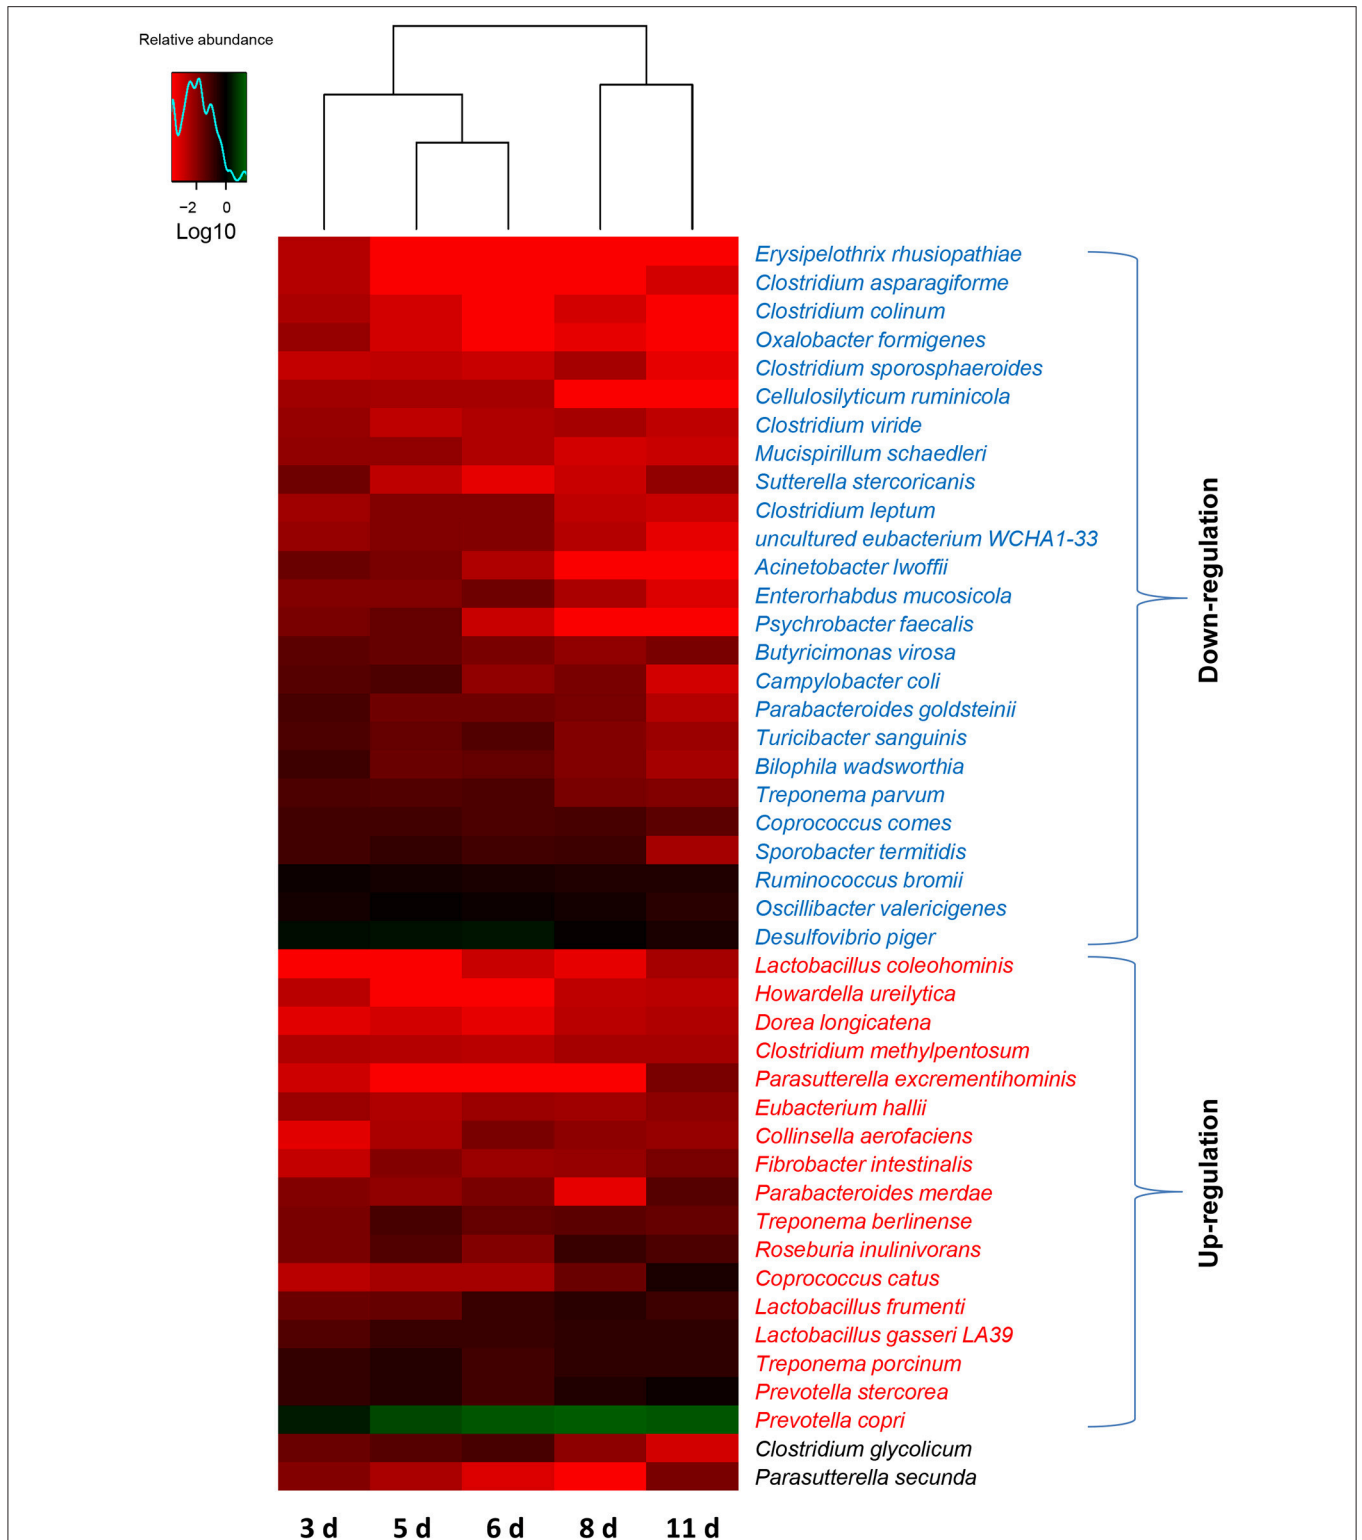 Relative abundance
−2 0
Log10
Erysipelothrix rhusiopathiae
Clostridium asparagiforme
Clostridium colinum
Oxalobacter formigenes
Clostridium sporosphaeroides
Cellulosilyticum ruminicola
Clostridium viride
Mucispirillum schaedleri
Sutterella stercoricanis
Clostridium leptum
uncultured eubacterium WCHA1-33
Acinetobacter lwoffii
Enterorhabdus mucosicola
Psychrobacter faecalis
Butyricimonas virosa
Campylobacter coli
Parabacteroides goldsteinii
Turicibacter sanguinis
Bilophila wadsworthia
Treponema parvum
Coprococcus comes
Sporobacter termitidis
Ruminococcus bromii
Oscillibacter valericigenes
Desulfovibrio piger
Down-regulation
Lactobacillus coleohominis
Howardella ureilytica
Dorea longicatena
Clostridium methylpentosum
Parasutterella excrementihominis
Eubacterium hallii
Collinsella aerofaciens
Fibrobacter intestinalis
Parabacteroides merdae
Treponema berlinense
Roseburia inulinivorans
Coprococcus catus
Lactobacillus frumenti
Lactobacillus gasseri LA39
Treponema porcinum
Prevotella stercorea
Prevotella copri
Up-regulation
Clostridium glycolicum
Parasutterella secunda
3 d 5 d 6 d 8 d 11 d